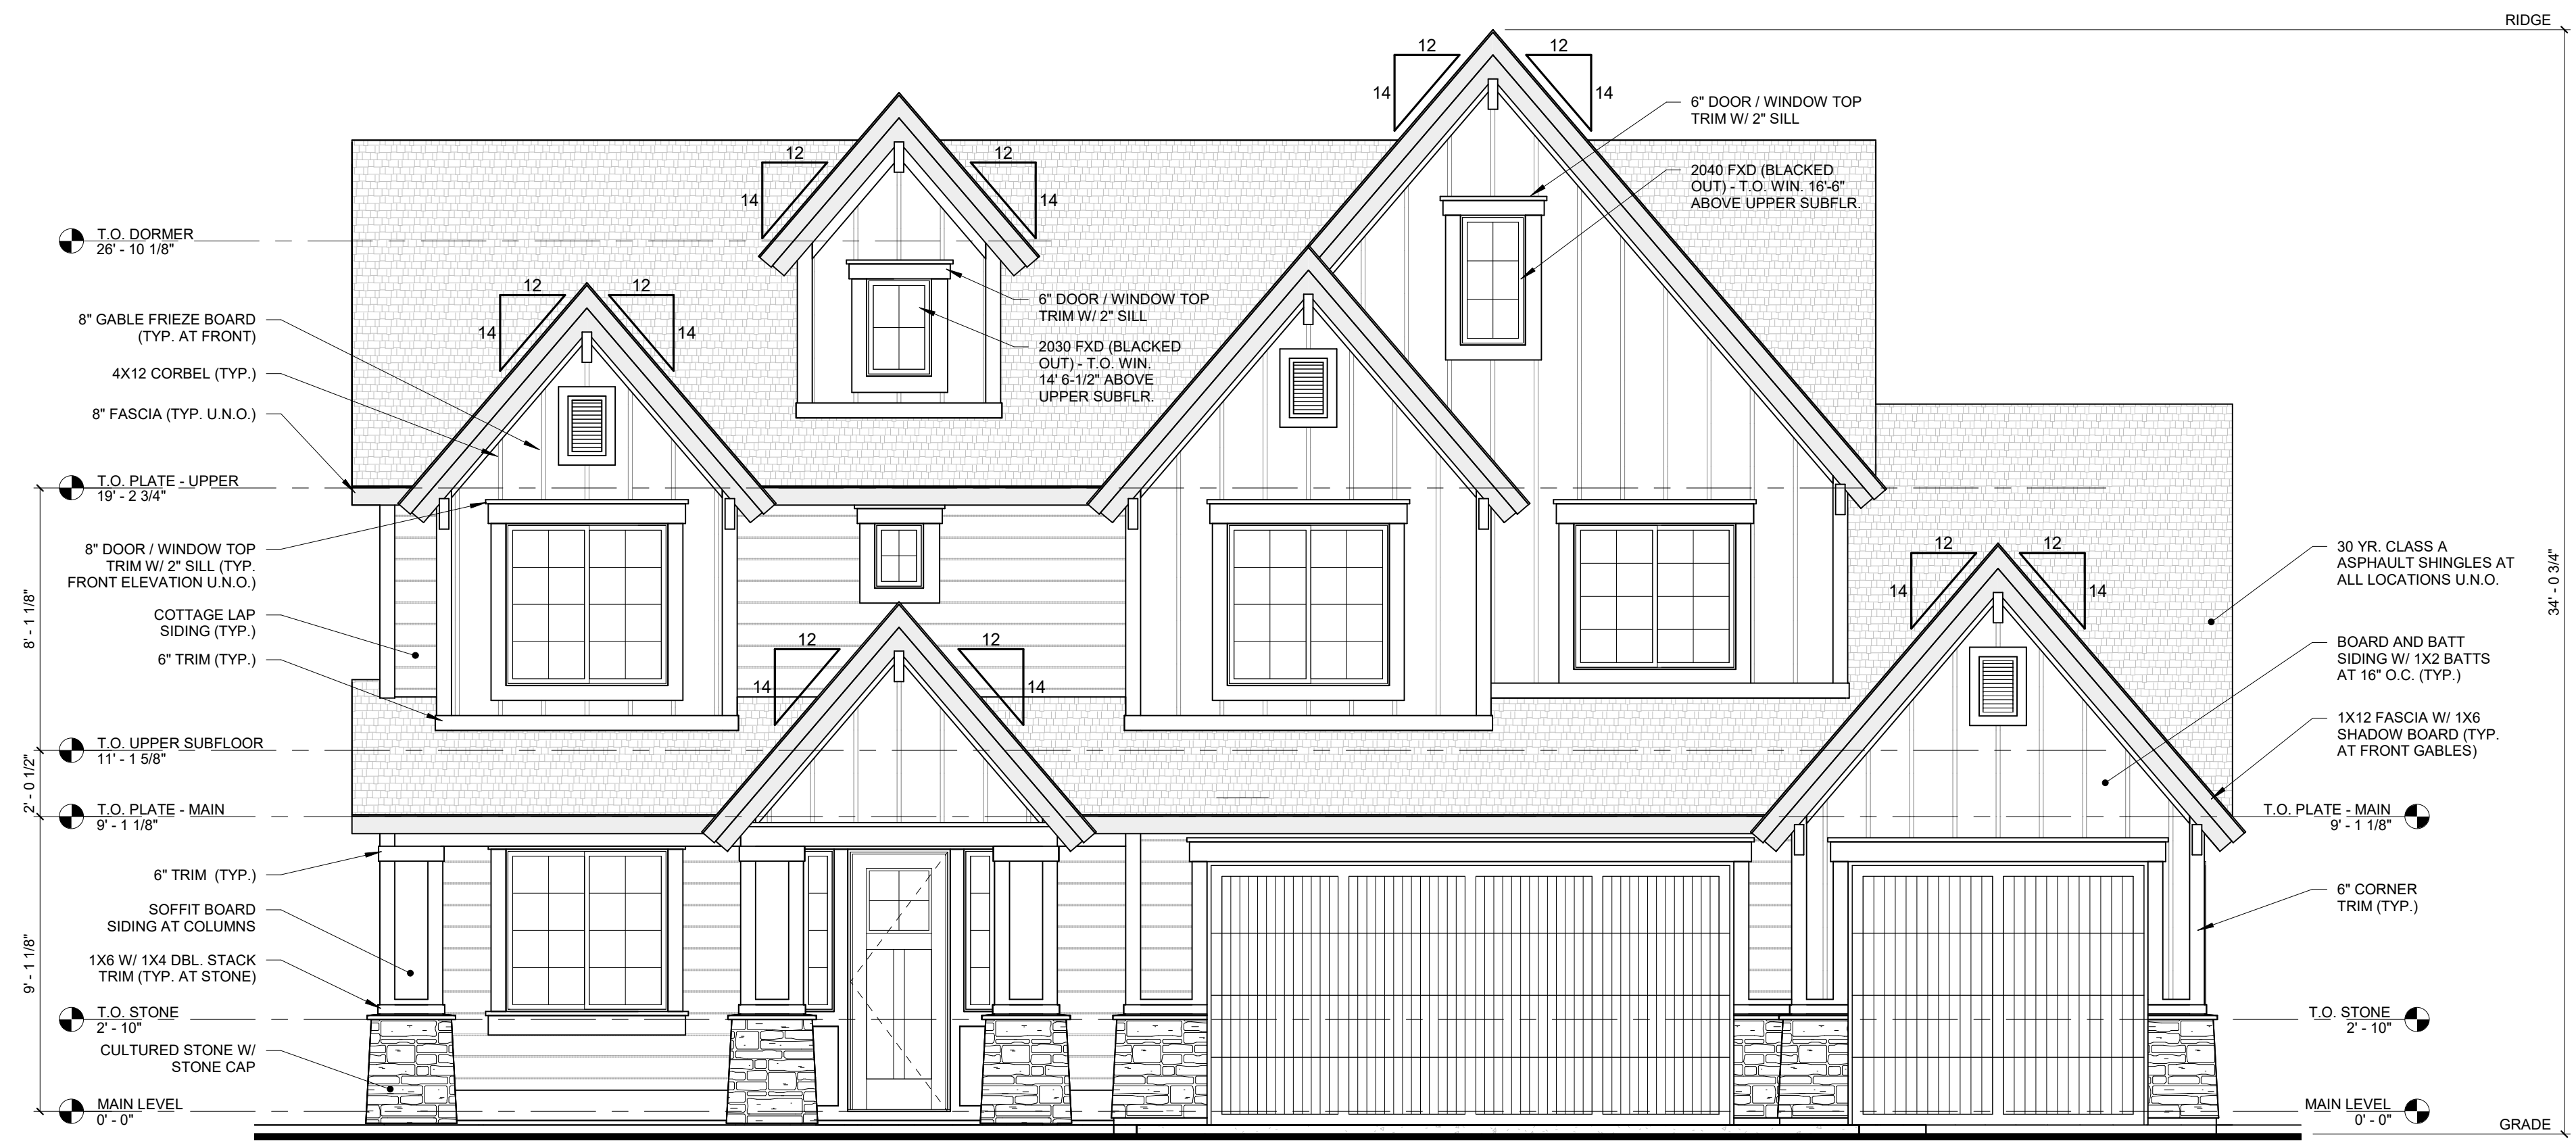 RIDGE
12
12
14
14
6" DOOR / WINDOW TOP
TRIM W/ 2" SILL
2040 FXD (BLACKED
OUT) - T.O. WIN. 16'-6"
ABOVE UPPER SUBFLR.
12
12
14
14
T.O. DORMER
26' - 10 1/8"
6" DOOR / WINDOW TOP
TRIM W/ 2" SILL
2030 FXD (BLACKED
OUT) - T.O. WIN.
14' 6-1/2" ABOVE
UPPER SUBFLR.
12
12
14
14
8" GABLE FRIEZE BOARD
(TYP. AT FRONT)
4X12 CORBEL (TYP.)
8" FASCIA (TYP. U.N.O.)
T.O. PLATE - UPPER
19' - 2 3/4"
8" DOOR / WINDOW TOP
TRIM W/ 2" SILL (TYP.
FRONT ELEVATION U.N.O.)
COTTAGE LAP
SIDING (TYP.)
6" TRIM (TYP.)
8' - 1 1/8"
12
12
14
14
12
12
14
14
30 YR. CLASS A
ASPHAULT SHINGLES AT
ALL LOCATIONS U.N.O.
34' - 0 3/4"
BOARD AND BATT
SIDING W/ 1X2 BATTS
AT 16" O.C. (TYP.)
1X12 FASCIA W/ 1X6
SHADOW BOARD (TYP.
AT FRONT GABLES)
T.O. UPPER SUBFLOOR
11' - 1 5/8"
2' - 0 1/2"
T.O. PLATE - MAIN
9' - 1 1/8"
T.O. PLATE - MAIN
9' - 1 1/8"
6" TRIM (TYP.)
SOFFIT BOARD
SIDING AT COLUMNS
1X6 W/ 1X4 DBL. STACK
TRIM (TYP. AT STONE)
9' - 1 1/8"
6" CORNER
TRIM (TYP.)
T.O. STONE
2' - 10"
T.O. STONE
2' - 10"
CULTURED STONE W/
STONE CAP
MAIN LEVEL
0' - 0"
MAIN LEVEL
0' - 0"
GRADE